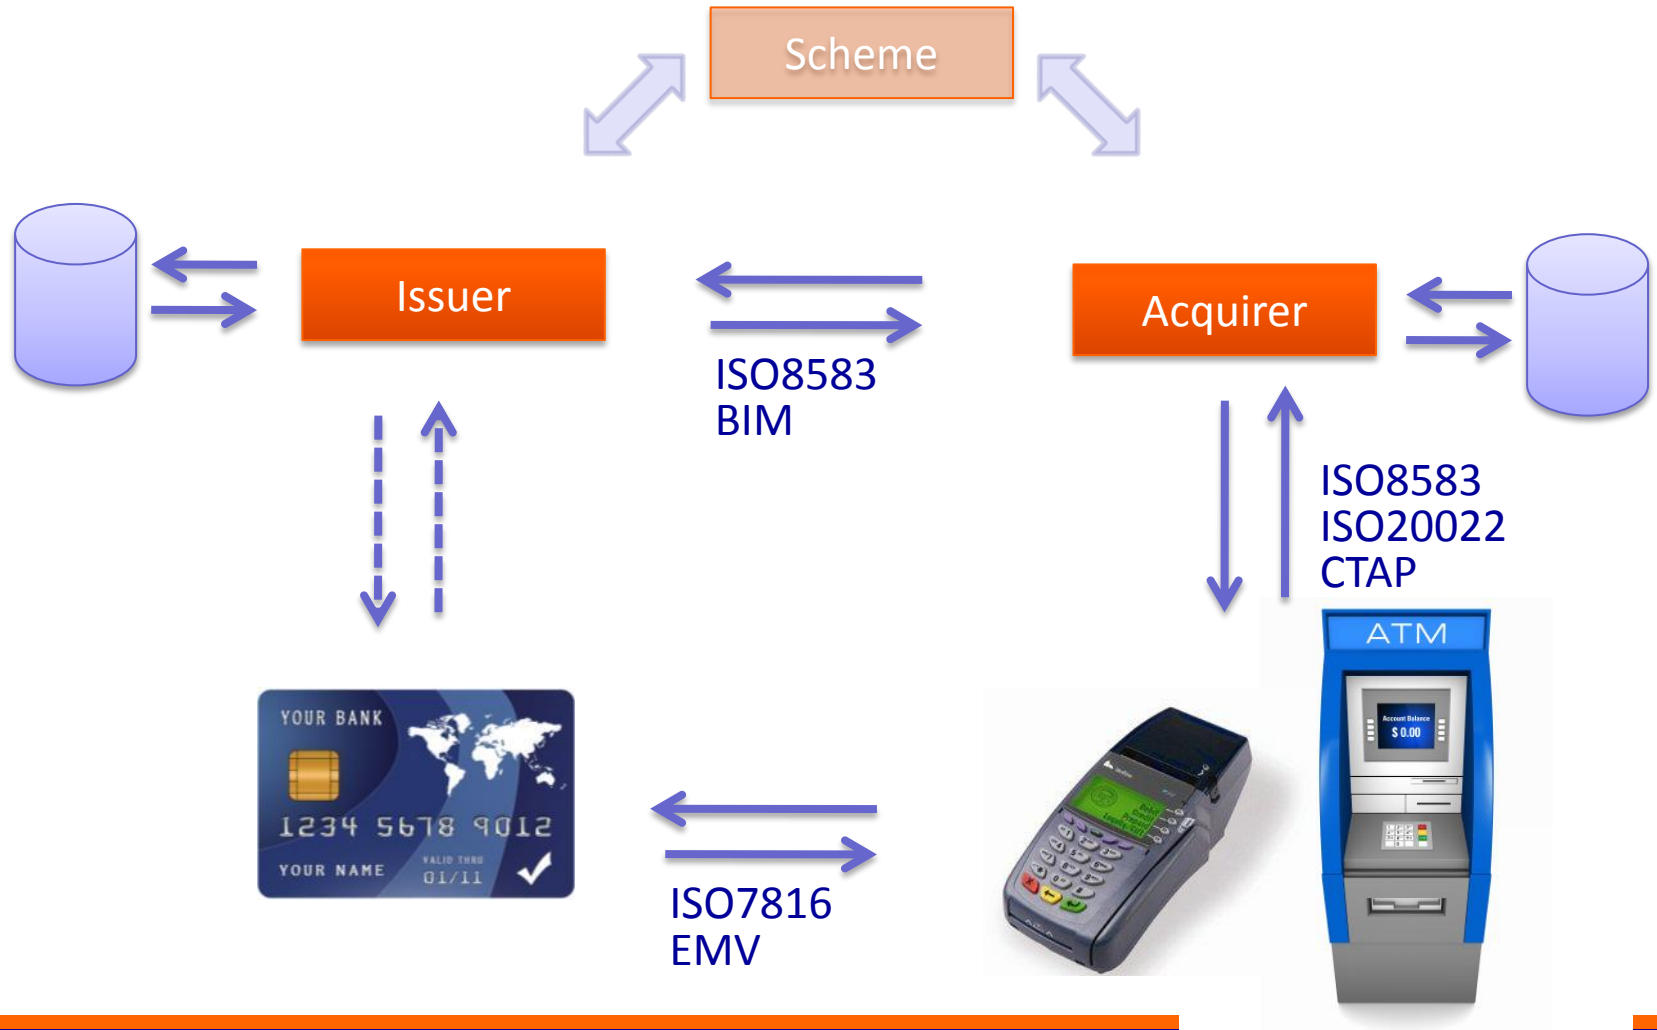 Scheme
Issuer
Acquirer
ISO8583
BIM
ISO8583
ISO20022
CTAP
ATM
Account Balance
$ 0.00
YOUR BANK
1234 5678 9012
VALID THRU
YOUR NAME
01/11
ISO7816
EMV